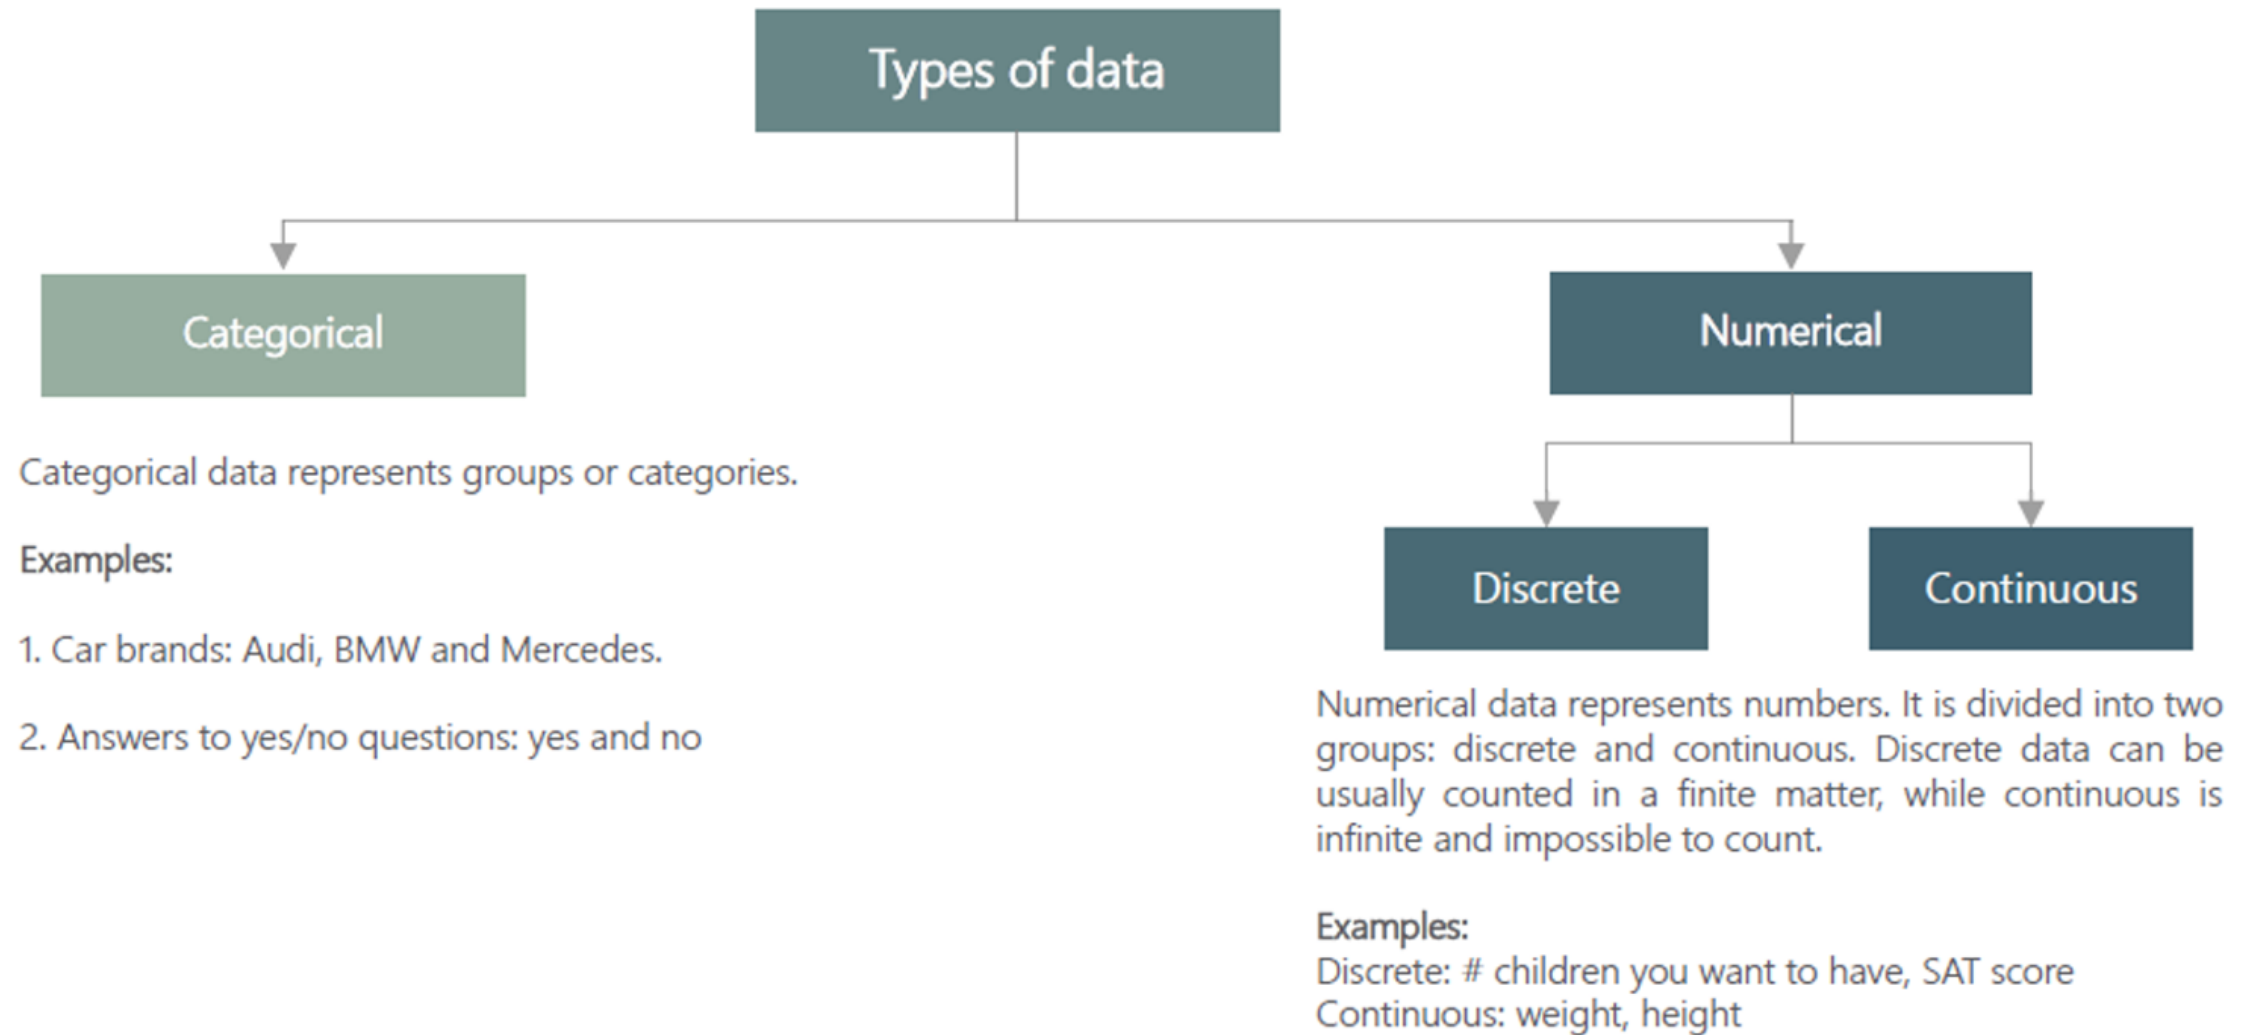 Types of data
Categorical
Numerical
Categorical data represents groups or categories.
Examples:
1. Car brands: Audi, BMW and Mercedes.
2. Answers to yes/no questions: yes and no
Discrete
Continuous
Numerical data represents numbers. It is divided into two
groups: discrete and continuous. Discrete data can be
usually counted in a finite matter, while continuous is
infinite and impossible to count.
Examples:
Discrete: # children you want to have, SAT score
Continuous: weight, height